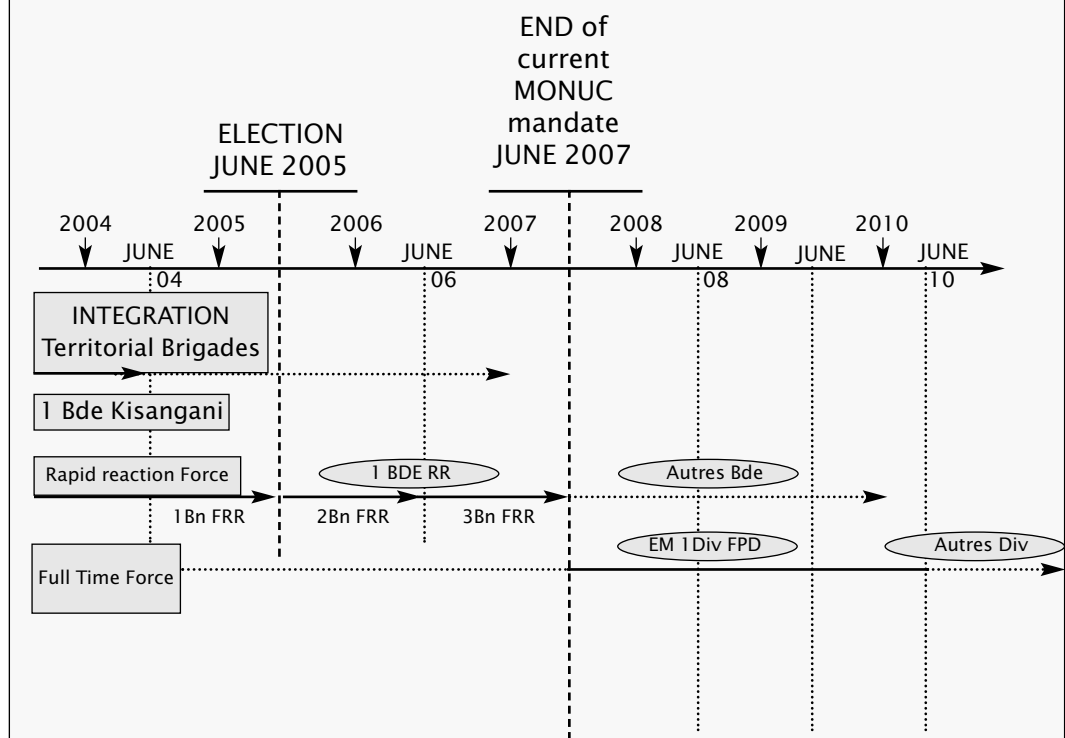 END of
current
MONUC
mandate
JUNE 2007
ELECTION
JUNE 2005
2004 2005 2006 2007 2008 2009 2010
JUNE JUNE JUNE JUNE JUNE
04 06 08 10
INTEGRATION
Territorial Brigades
1 Bde Kisangani
Rapid reaction Force 1 BDE RR Autres Bde
1Bn FRR 2Bn FRR 3Bn FRR
EM 1Div FPD Autres Div
Full Time Force